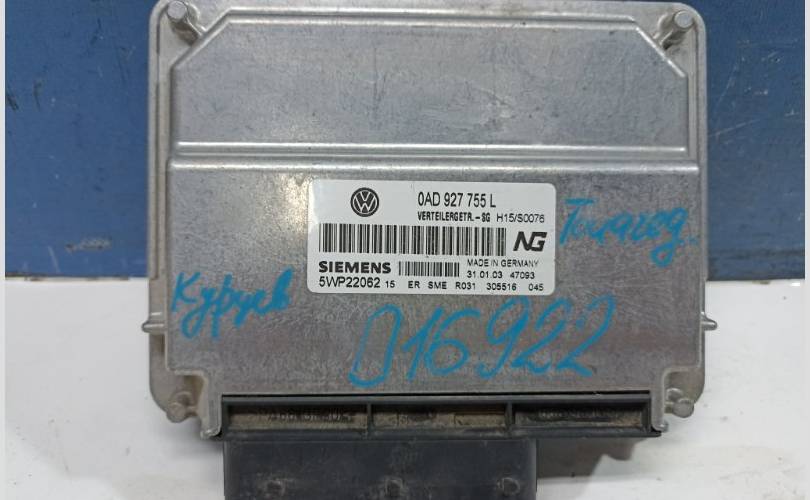 0AD 927 755 L
VERTEILERGETR.-SG H15/S0076
NG
SIEMENS
MADE IN GERMANY
31.01.03 47093
5WP22062 15 ER SME R031 305516 045
016922